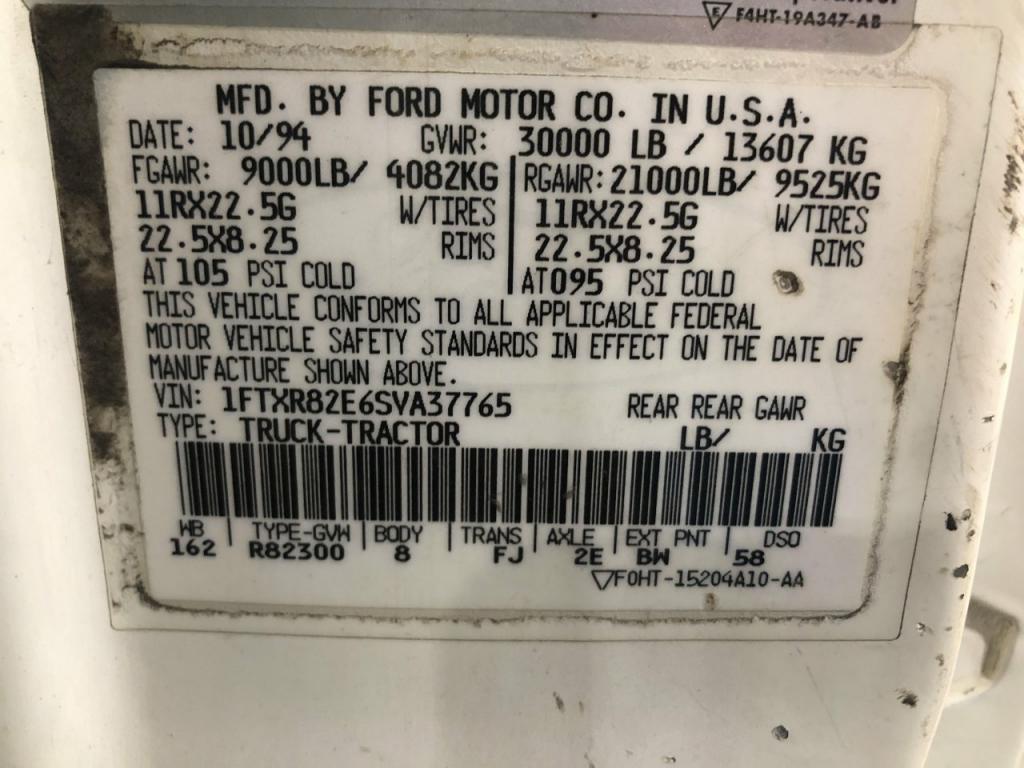 F4HT-19A347-AB
MFD. BY FORD MOTOR CO. IN U.S.A.
DATE: 10/94 GVWR: 30000 LB / 13607 KG
FGAWR: 9000LB/ 4082KG RGAWR: 21000LB/ 9525KG
11RX22.5G W/TIRES 11RX22.5G W/TIRES
22.5X8.25 RIMS 22.5X8.25 RIMS
AT 105 PSI COLD AT 095 PSI COLD
THIS VEHICLE CONFORMS TO ALL APPLICABLE FEDERAL
MOTOR VEHICLE SAFETY STANDARDS IN EFFECT ON THE DATE OF
MANUFACTURE SHOWN ABOVE.
VIN: 1FTXR82E6SVA37765 REAR REAR GAWR
TYPE: TRUCK-TRACTOR LB/ KG
WB TYPE-GVW BODY TRANS AXLE EXT PNT DSO
162 R82300 8 FJ 2E BW 58
F0HT-15204A10-AA